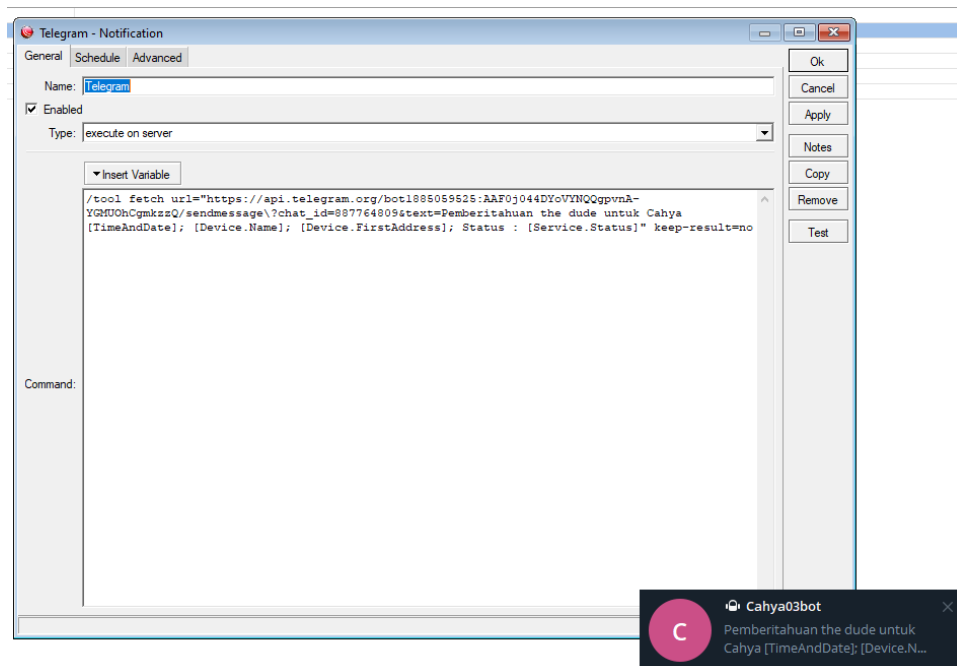 Telegram - Notification
General Schedule Advanced
Name: Telegram
Enabled
Type: execute on server
Insert Variable
/tool fetch url="https://api.telegram.org/bot1885059525:AAF0j044DYoVYNQQgpvnA-
YGMUOhCgmkzzQ/sendmessage\?chat_id=887764809&text=Pemberitahuan the dude untuk Cahya
[TimeAndDate]; [Device.Name]; [Device.FirstAddress]; Status : [Service.Status]" keep-result=no
Command:
Ok
Cancel
Apply
Notes
Copy
Remove
Test
C
Cahya03bot
Pemberitahuan the dude untuk
Cahya [TimeAndDate]; [Device.N...